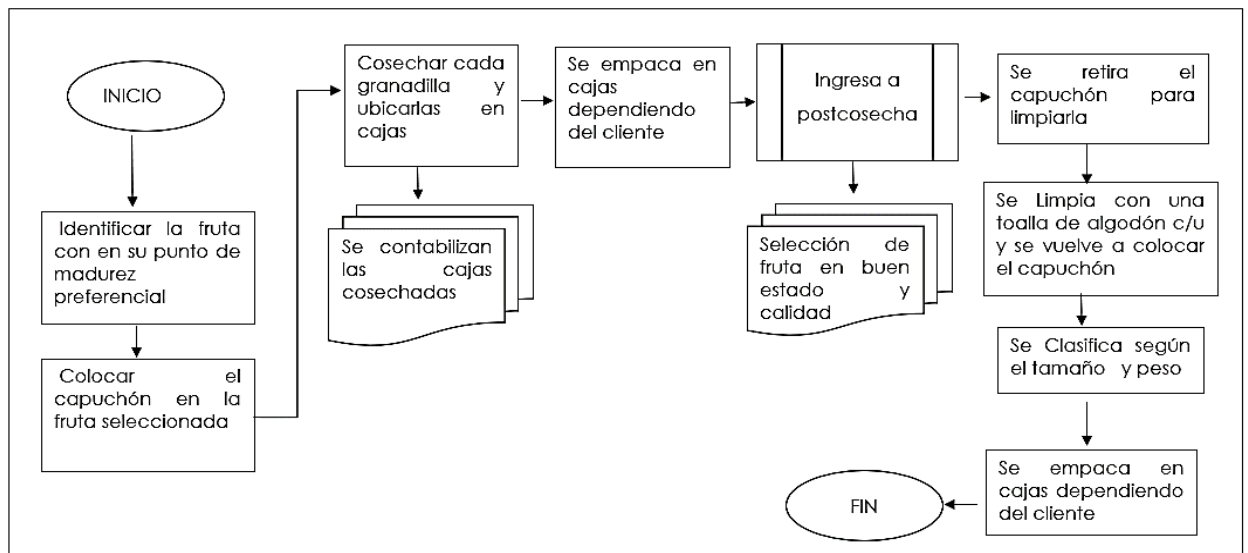 INICIO
Identificar la fruta
con en su punto de
madurez
preferencial
Colocar el
capuchón en la
fruta seleccionada
Cosechar cada
granadilla y
ubicarlas en
cajas
Se contabilizan
las cajas
cosechadas
Se empaca en
cajas
dependiendo
del cliente
Ingresa a
postcosecha
Selección de
fruta en buen
estado y
calidad
Se retira el
capuchón para
limpiarla
Se Limpia con una
toalla de algodón c/u
y se vuelve a colocar
el capuchón
Se Clasifica según
el tamaño y peso
Se empaca en
cajas dependiendo
del cliente
FIN